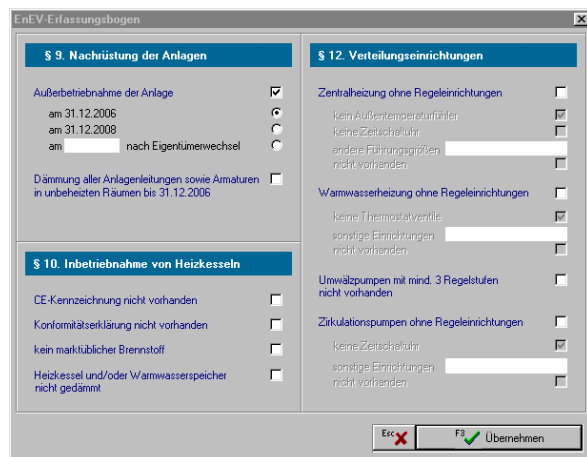 EnEV-Erfassungsbogen
§ 9. Nachrüstung der Anlagen
Außerbetriebnahme der Anlage
am 31.12.2006
am 31.12.2008
am nach Eigentümerwechsel
Dämmung aller Anlagenleitungen sowie Armaturen
in unbeheizten Räumen bis 31.12.2006
§ 10. Inbetriebnahme von Heizkesseln
CE-Kennzeichnung nicht vorhanden
Konformitätserklärung nicht vorhanden
kein marktüblicher Brennstoff
Heizkessel und/oder Warmwasserspeicher
nicht gedämmt
§ 12. Verteilungseinrichtungen
Zentralheizung ohne Regeleinrichtungen
kein Außentemperaturfühler
keine Zeitschaltuhr
andere Führungsgrößen
nicht vorhanden
Warmwasserheizung ohne Regeleinrichtungen
keine Thermostatventile
sonstige Einrichtungen
nicht vorhanden
Umwälzpumpen mit mind. 3 Regelstufen
nicht vorhanden
Zirkulationspumpen ohne Regeleinrichtungen
keine Zeitschaltuhr
sonstige Einrichtungen
nicht vorhanden
Esc
F3 Übernehmen